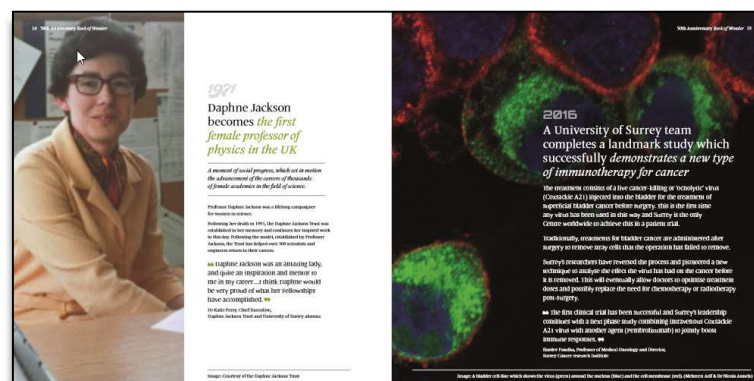 34 50th Anniversary Book of Wonder
1971
Daphne Jackson
becomes the first
female professor of
physics in the UK
A moment of social progress, which set in motion
the advancement of the careers of thousands
of female academics in the field of science.
Professor Daphne Jackson was a lifelong campaigner
for women in science.
Following her death in 1991, the Daphne Jackson Trust was
established in her memory and continues her inspired work
to this day. Following the model, established by Professor
Jackson, the Trust has helped over 300 scientists and
engineers return to their careers.
Daphne Jackson was an amazing lady,
and quite an inspiration and mentor to
me in my career...I think Daphne would
be very proud of what her Fellowships
have accomplished.
Dr Katie Perry, Chief Executive,
Daphne Jackson Trust and University of Surrey alumna
Image: Courtesy of the Daphne Jackson Trust
50th Anniversary Book of Wonder 35
2016
A University of Surrey team
completes a landmark study which
successfully demonstrates a new type
of immunotherapy for cancer
The treatment consists of a live cancer-killing or 'oncolytic' virus
(Coxsackie A21) injected into the bladder for the treatment of
superficial bladder cancer before surgery. This is the first time
any virus has been used in this way and Surrey is the only
Centre worldwide to achieve this in a patient trial.
Traditionally, treatments for bladder cancer are administered after
surgery to remove stray cells that the operation has failed to remove.
Surrey's researchers have reversed the process and pioneered a new
technique to analyse the effect the virus has had on the cancer before
it is removed. This will eventually allow doctors to optimise treatment
doses and possibly replace the need for chemotherapy or radiotherapy
post-surgery.
The first clinical trial has been successful and Surrey's leadership
continues with a next phase study combining intravenous Coxsackie
A21 virus with another agent (Pembrolizumab) to jointly boost
immune responses.
Hardev Pandha, Professor of Medical Oncology and Director,
Surrey Cancer Research Institute
Image: A bladder cell-line which shows the virus (green) around the nucleus (blue) and the cell membrane (red). (Mehreen Arif & Dr Nicola Annels)